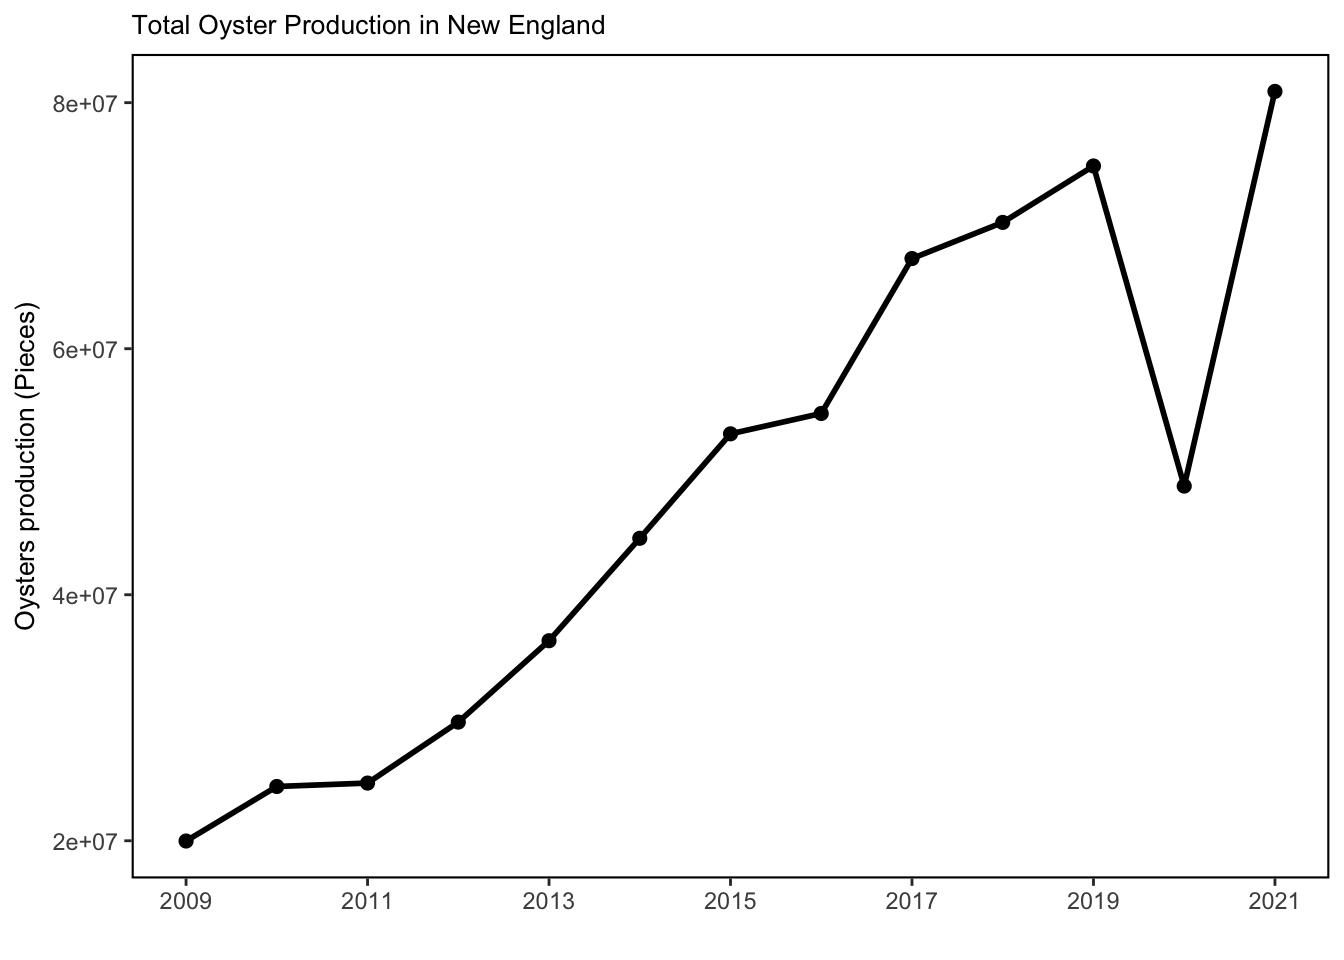 Total Oyster Production in New England
Oysters production (Pieces)
8e+07
6e+07
4e+07
2e+07
2009
2011
2013
2015
2017
2019
2021